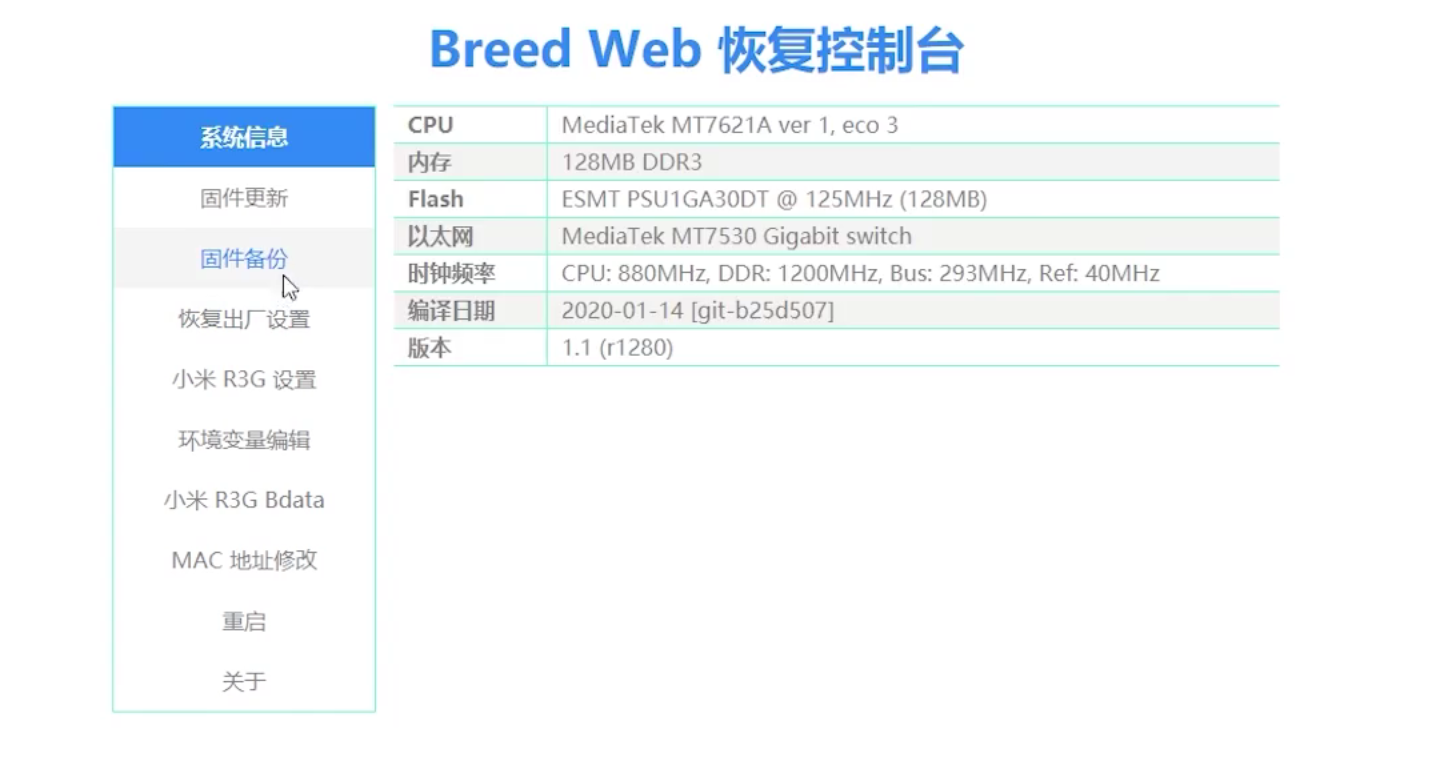 Breed Web 恢复控制台
系统信息
固件更新
固件备份
恢复出厂设置
小米 R3G 设置
环境变量编辑
小米 R3G Bdata
MAC 地址修改
重启
关于
CPU MediaTek MT7621A ver 1, eco 3
内存 128MB DDR3
Flash ESMT PSU1GA30DT @ 125MHz (128MB)
以太网 MediaTek MT7530 Gigabit switch
时钟频率 CPU: 880MHz, DDR: 1200MHz, Bus: 293MHz, Ref: 40MHz
编译日期 2020-01-14 [git-b25d507]
版本 1.1 (r1280)